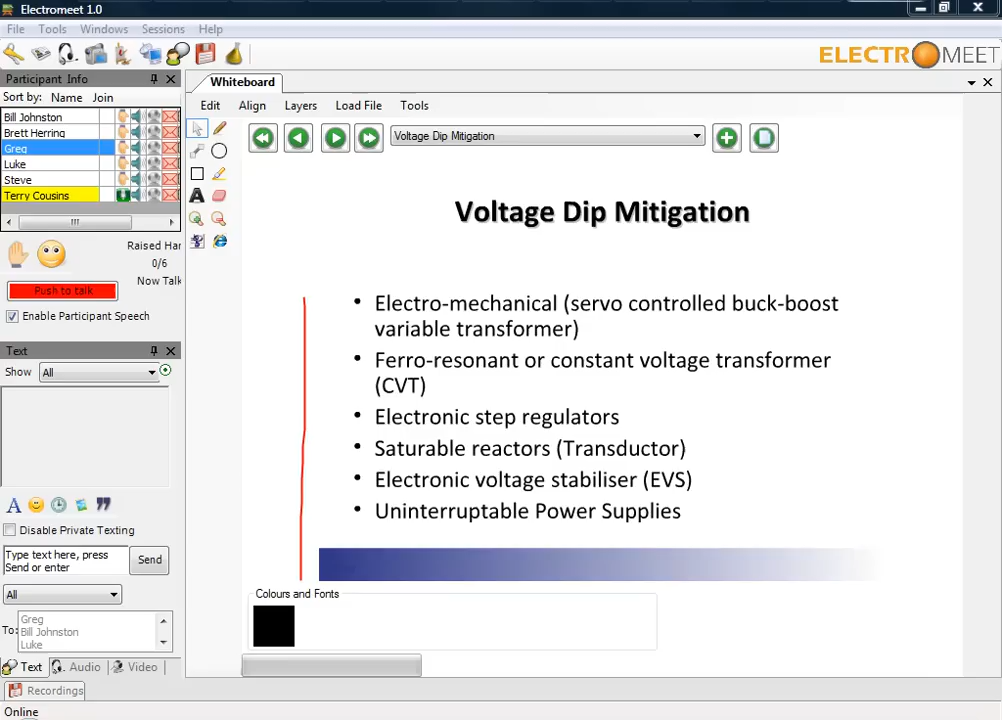 Electromeet 1.0
File Tools Windows Sessions Help
ELECTROMEET
Participant Info
Sort by: Name Join
Bill Johnston
Brett Herring
Greg
Luke
Steve
Terry Cousins
Raised Har
0/6
Now Talk
Push to talk
Enable Participant Speech
Text
Show All
Disable Private Texting
Type text here, press
Send or enter
Send
All
To:
Greg
Bill Johnston
Luke
Text Audio Video
Recordings
Online
Whiteboard
Edit Align Layers Load File Tools
Voltage Dip Mitigation
Voltage Dip Mitigation
• Electro-mechanical (servo controlled buck-boost
variable transformer)
• Ferro-resonant or constant voltage transformer
(CVT)
• Electronic step regulators
• Saturable reactors (Transductor)
• Electronic voltage stabiliser (EVS)
• Uninterruptable Power Supplies
Colours and Fonts